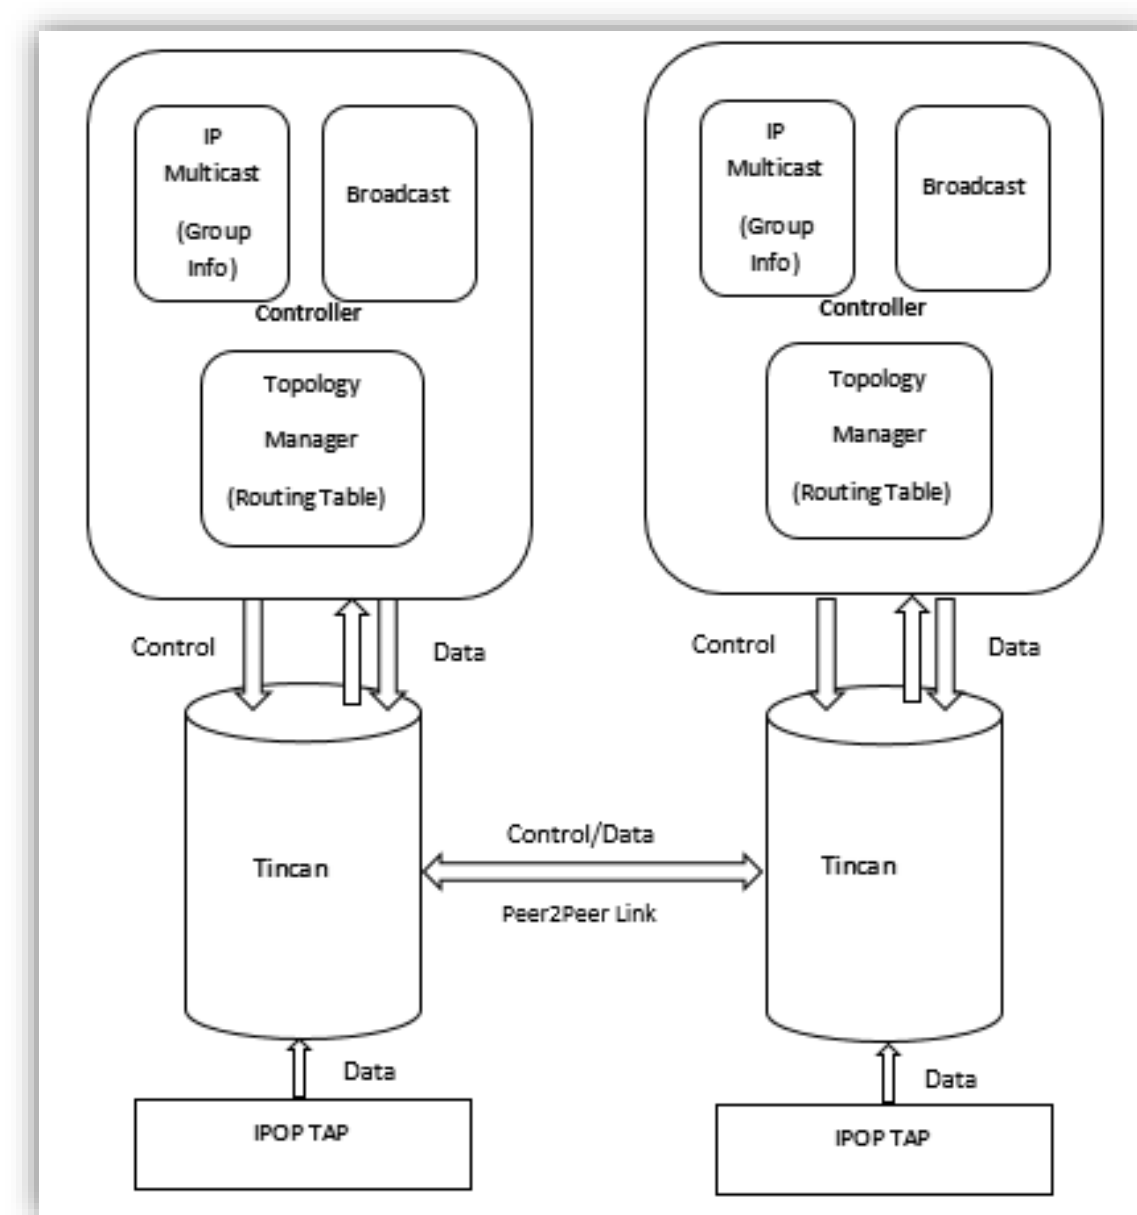 IP
Multicast
(Group
Info)
Broadcast
Controller
Topology
Manager
(Routing Table)
Control
Data
Tincan
Data
IPOP TAP
Control/Data
Peer2Peer Link
IP
Multicast
(Group
Info)
Broadcast
Controller
Topology
Manager
(Routing Table)
Control
Data
Tincan
Data
IPOP TAP